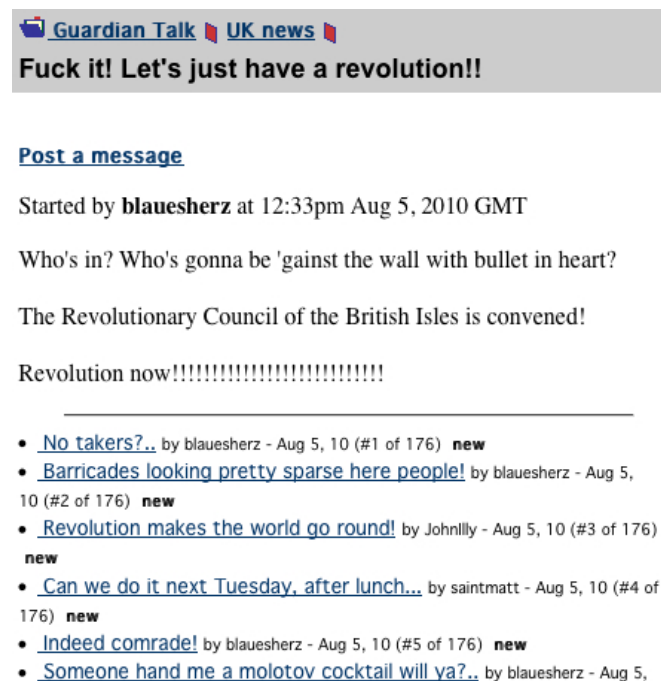 Guardian Talk UK news
Fuck it! Let's just have a revolution!!
Post a message
Started by blauesherz at 12:33pm Aug 5, 2010 GMT
Who's in? Who's gonna be 'gainst the wall with bullet in heart?
The Revolutionary Council of the British Isles is convened!
Revolution now!!!!!!!!!!!!!!!!!!!!!!!!!!!
• No takers?.. by blauesherz - Aug 5, 10 (#1 of 176) new
• Barricades looking pretty sparse here people! by blauesherz - Aug 5,
10 (#2 of 176) new
• Revolution makes the world go round! by Johnllly - Aug 5, 10 (#3 of 176)
new
• Can we do it next Tuesday, after lunch... by saintmatt - Aug 5, 10 (#4 of
176) new
• Indeed comrade! by blauesherz - Aug 5, 10 (#5 of 176) new
• Someone hand me a molotov cocktail will ya?.. by blauesherz - Aug 5,